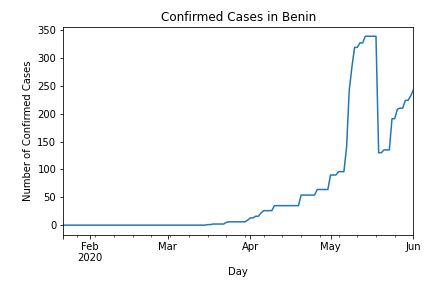 Confirmed Cases in Benin
Number of Confirmed Cases
350
300
250
200
150
100
50
0
Feb
2020
Mar
Apr
May
Jun
Day